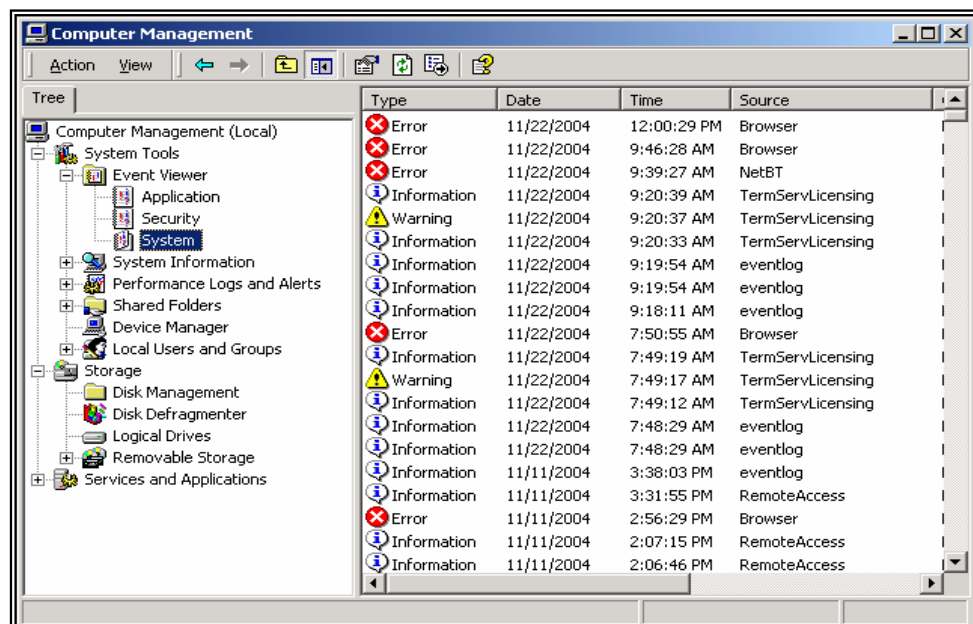 Computer Management
Action View
Tree
Computer Management (Local)
System Tools
Event Viewer
Application
Security
System
System Information
Performance Logs and Alerts
Shared Folders
Device Manager
Local Users and Groups
Storage
Disk Management
Disk Defragmenter
Logical Drives
Removable Storage
Services and Applications
Type Date Time Source
Error 11/22/2004 12:00:29 PM Browser
Error 11/22/2004 9:46:28 AM Browser
Error 11/22/2004 9:39:27 AM NetBT
Information 11/22/2004 9:20:39 AM TermServLicensing
Warning 11/22/2004 9:20:37 AM TermServLicensing
Information 11/22/2004 9:20:33 AM TermServLicensing
Information 11/22/2004 9:19:54 AM eventlog
Information 11/22/2004 9:19:54 AM eventlog
Information 11/22/2004 9:18:11 AM eventlog
Error 11/22/2004 7:50:55 AM Browser
Information 11/22/2004 7:49:19 AM TermServLicensing
Warning 11/22/2004 7:49:17 AM TermServLicensing
Information 11/22/2004 7:49:12 AM TermServLicensing
Information 11/22/2004 7:48:29 AM eventlog
Information 11/22/2004 7:48:29 AM eventlog
Information 11/11/2004 3:38:03 PM eventlog
Information 11/11/2004 3:31:55 PM RemoteAccess
Error 11/11/2004 2:56:29 PM Browser
Information 11/11/2004 2:07:15 PM RemoteAccess
Information 11/11/2004 2:06:46 PM RemoteAccess